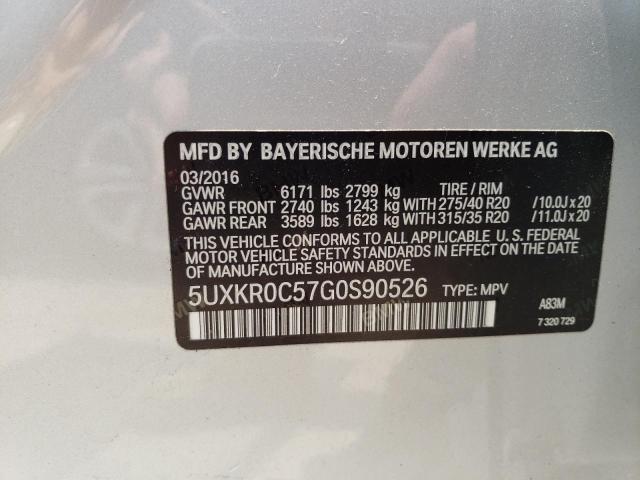 MFD BY BAYERISCHE MOTOREN WERKE AG
03/2016
GVWR 6171 lbs 2799 kg TIRE / RIM
GAWR FRONT 2740 lbs 1243 kg WITH 275/40 R20 /10.0J x 20
GAWR REAR 3589 lbs 1628 kg WITH 315/35 R20 /11.0J x 20
THIS VEHICLE CONFORMS TO ALL APPLICABLE U. S. FEDERAL
MOTOR VEHICLE SAFETY STANDARDS IN EFFECT ON THE DATE
OF MANUFACTURE SHOWN ABOVE.
5UXKR0C57G0S90526 TYPE: MPV
A83M
7 320 729